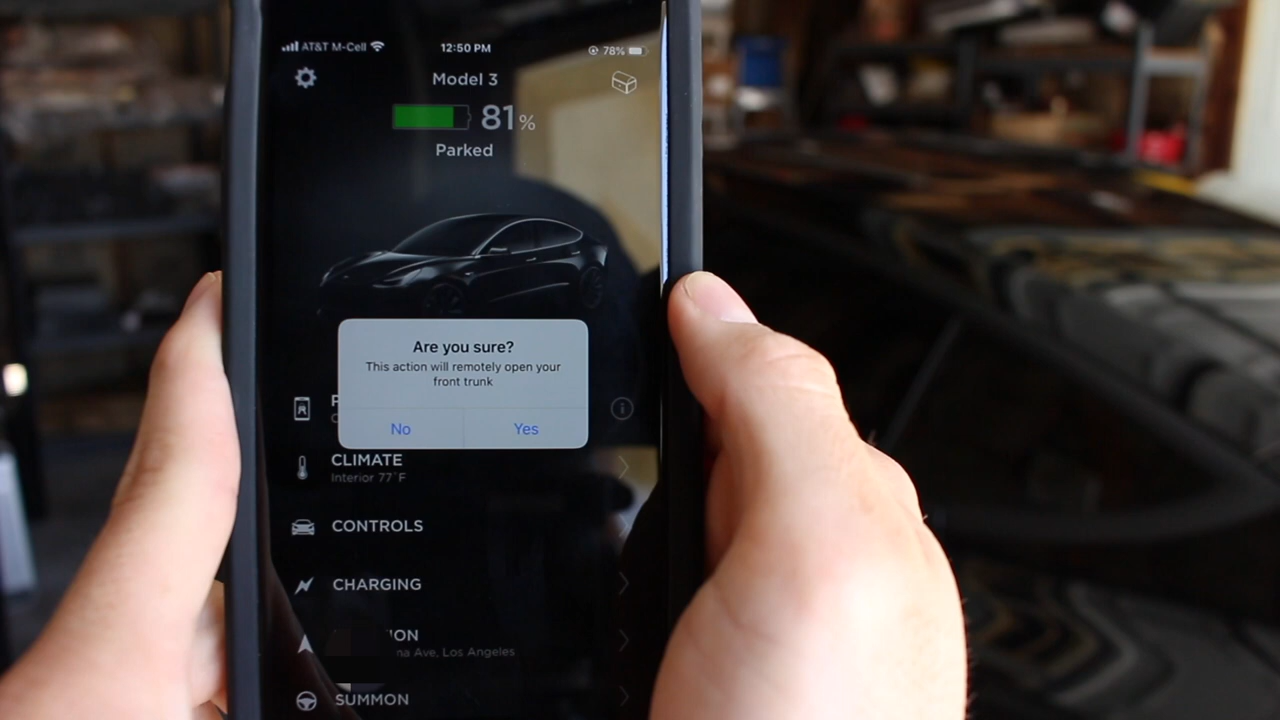 AT&T M-Cell 12:50 PM 78%
Model 3
81%
Parked
Are you sure?
This action will remotely open your
front trunk
No Yes
CLIMATE
Interior 77°F
CONTROLS
CHARGING
Ave, Los Angeles
SUMMON